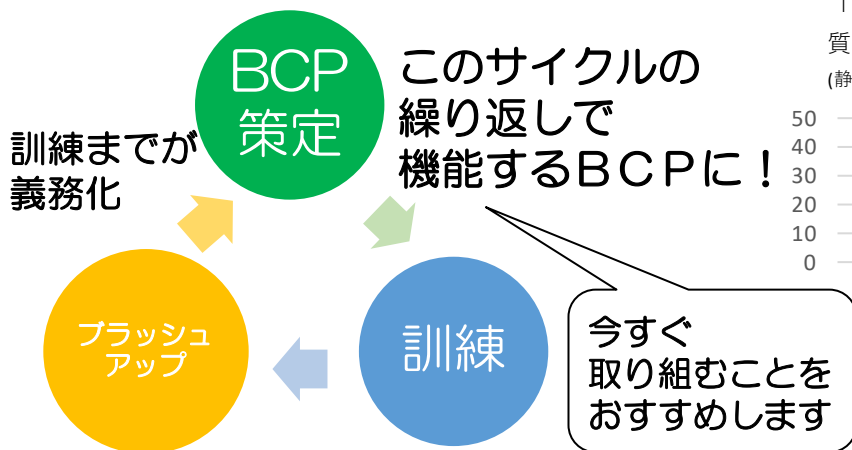 BCP
策定
このサイクルの
繰り返しで
機能するBCPに！
訓練までが
義務化
訓練
ブラッシュ
アップ
今すぐ
取り組むことを
おすすめします
質
(静
50
40
30
20
10
0